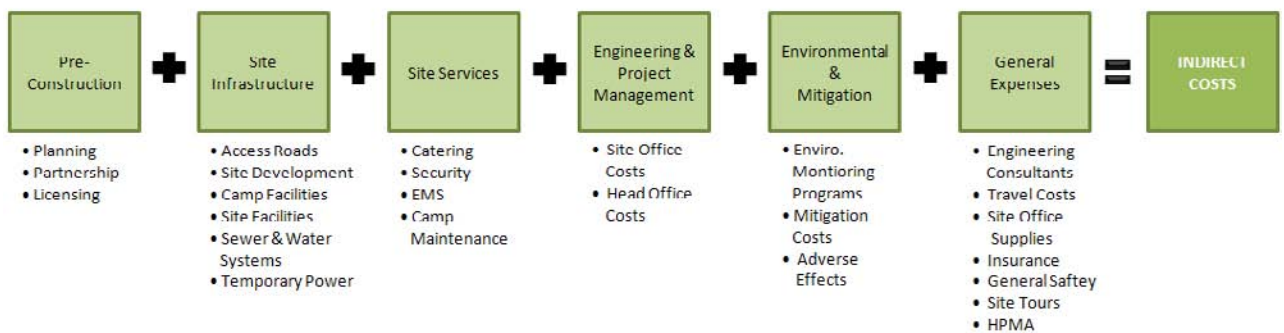 Pre-
Construction
Site
Infrastructure
Site Services
Engineering &
Project
Management
Environmental
&
Mitigation
General
Expenses
INDIRECT
COSTS
• Planning
• Partnership
• Licensing
• Access Roads
• Site Development
• Camp Facilities
• Site Facilities
• Sewer & Water
Systems
• Temporary Power
• Catering
• Security
• EMS
• Camp
Maintenance
• Site Office
Costs
• Head Office
Costs
• Enviro.
Montioring
Programs
• Mitigation
Costs
• Adverse
Effects
• Engineering
Consultants
• Travel Costs
• Site Office
Supplies
• Insurance
• General Saftey
• Site Tours
• HPMA